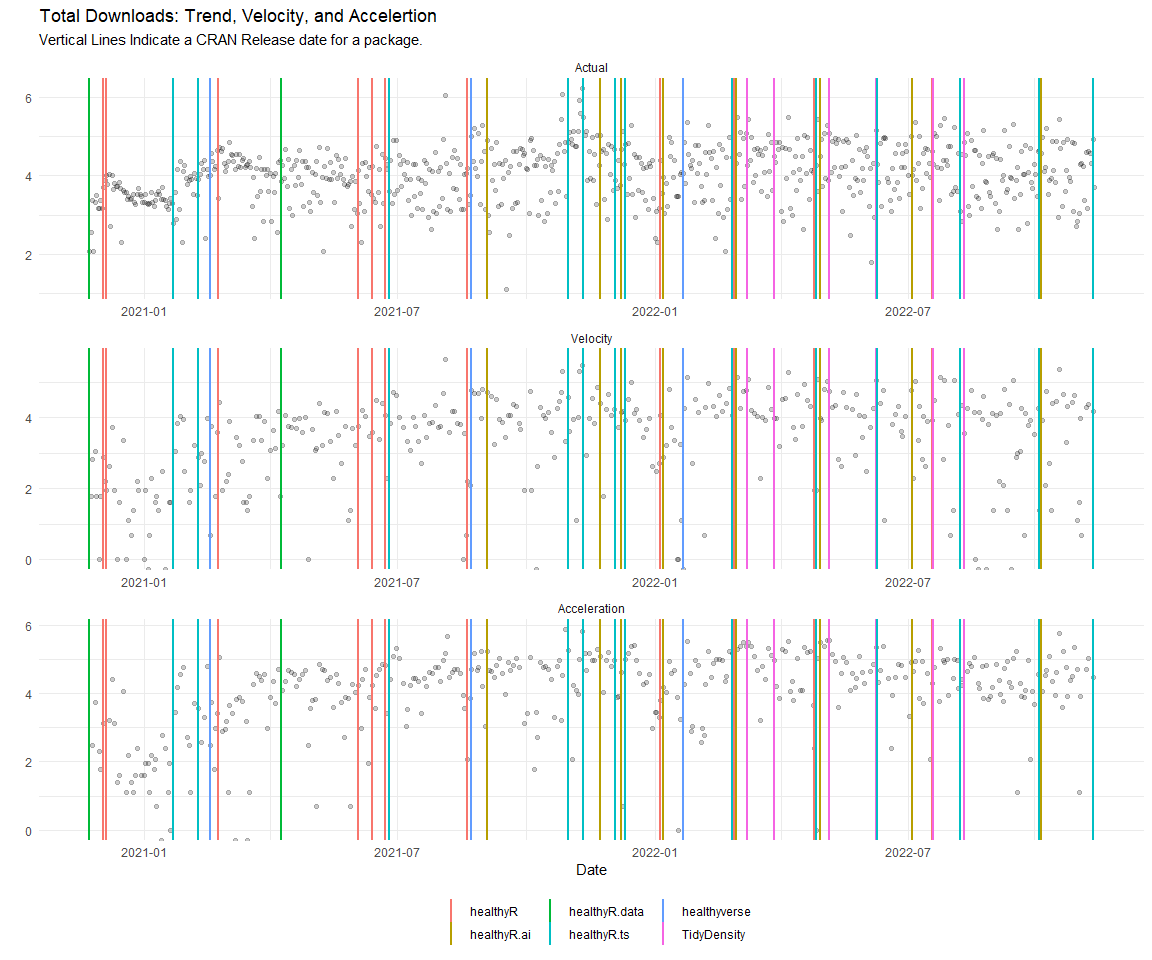 Total Downloads: Trend, Velocity, and Accelertion
Vertical Lines Indicate a CRAN Release date for a package.
Actual
6
4
2
2021-01 2021-07 2022-01 2022-07
Velocity
4
2
0
2021-01 2021-07 2022-01 2022-07
Acceleration
6
4
2
0
2021-01 2021-07 2022-01 2022-07
Date
healthyR healthyR.data healthyverse
healthyR.ai healthyR.ts TidyDensity